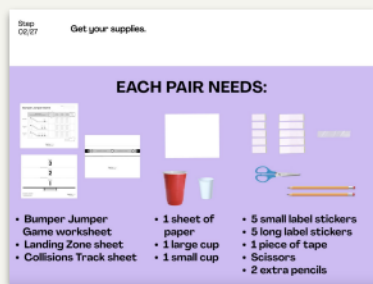 Step
02/27
Get your supplies.
EACH PAIR NEEDS:
• Bumper Jumper
Game worksheet
• Landing Zone sheet
• Collisions Track sheet
• 1 sheet of
paper
• 1 large cup
• 1 small cup
• 5 small label stickers
• 5 long label stickers
• 1 piece of tape
• Scissors
• 2 extra pencils